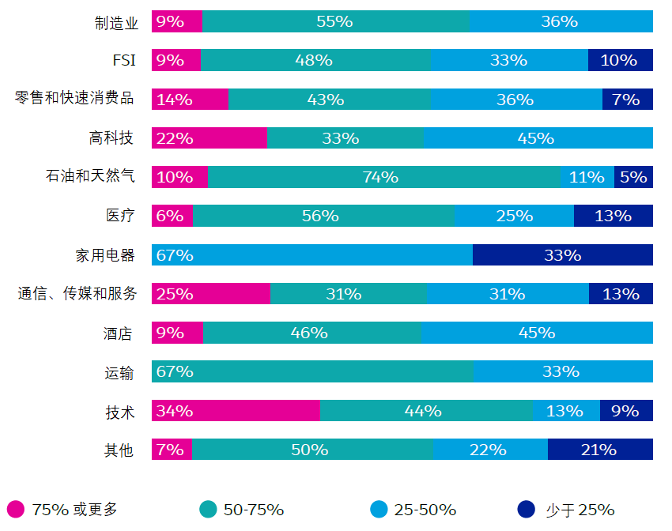 制造业 9% 55% 36%
FSI 9% 48% 33% 10%
零售和快速消费品 14% 43% 36% 7%
高科技 22% 33% 45%
石油和天然气 10% 74% 11% 5%
医疗 6% 56% 25% 13%
家用电器 67% 33%
通信、传媒和服务 25% 31% 31% 13%
酒店 9% 46% 45%
运输 67% 33%
技术 34% 44% 13% 9%
其他 7% 50% 22% 21%
75% 或更多 50-75% 25-50% 少于 25%